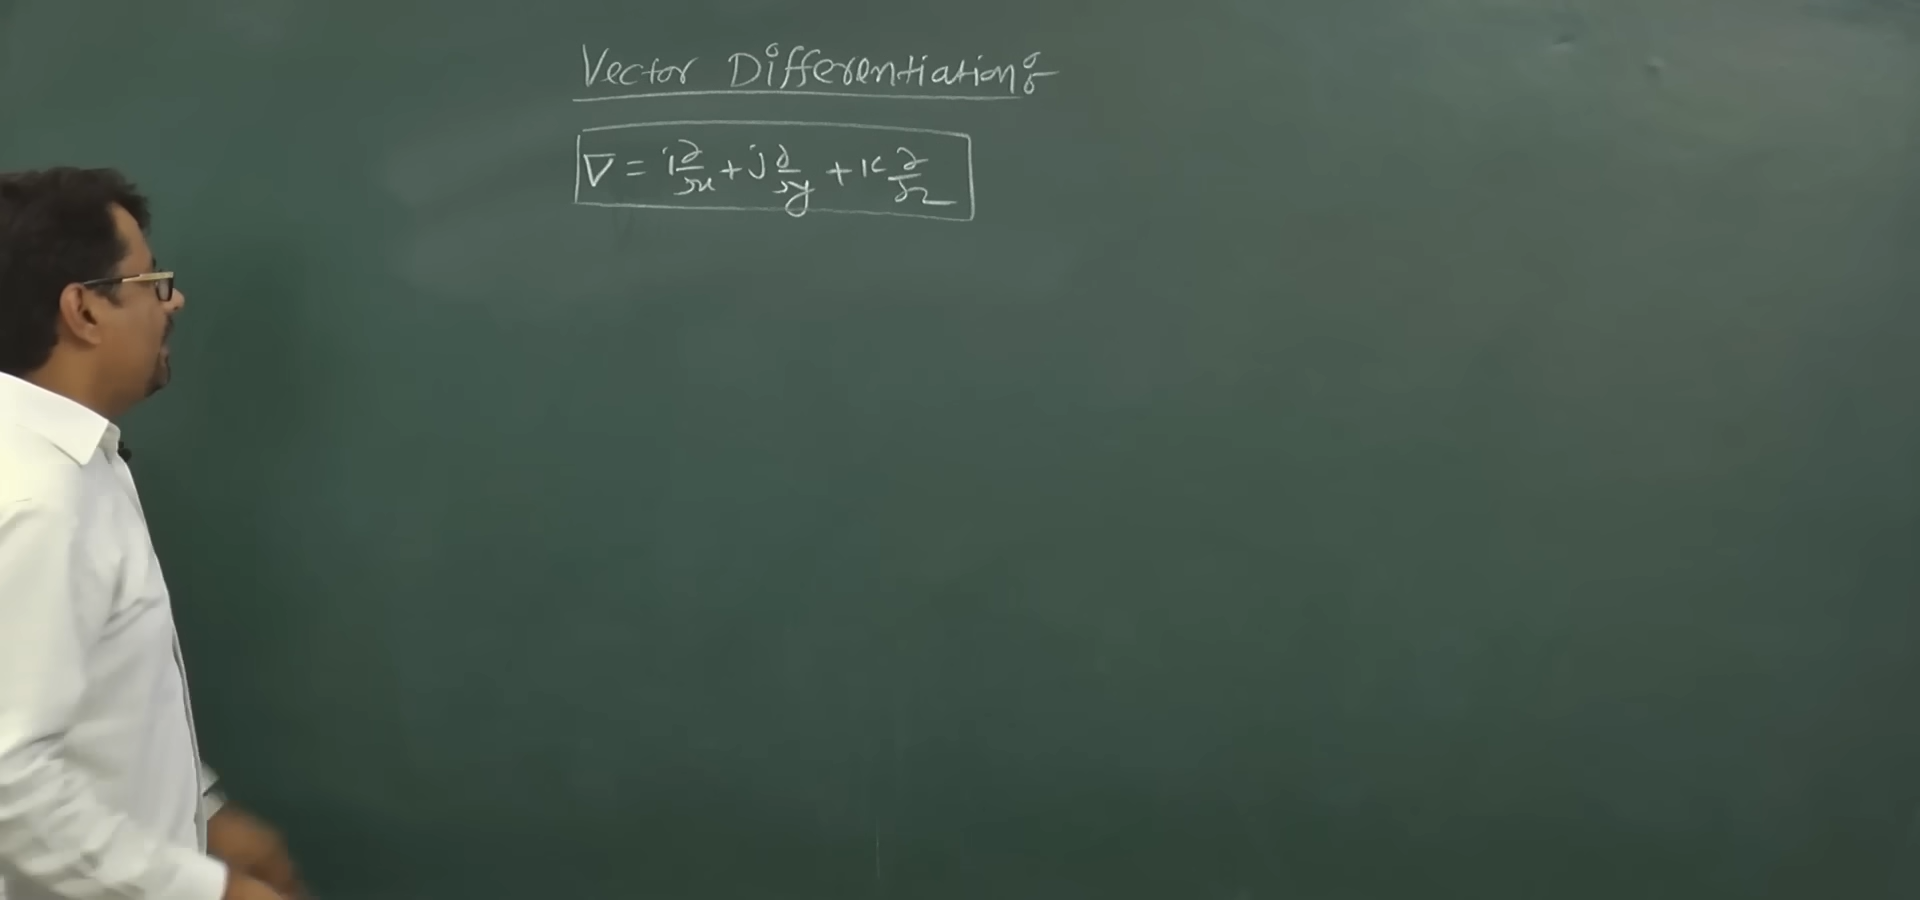 Vector Differentiation:-
∇ = i ∂/∂x + j ∂/∂y + k ∂/∂z